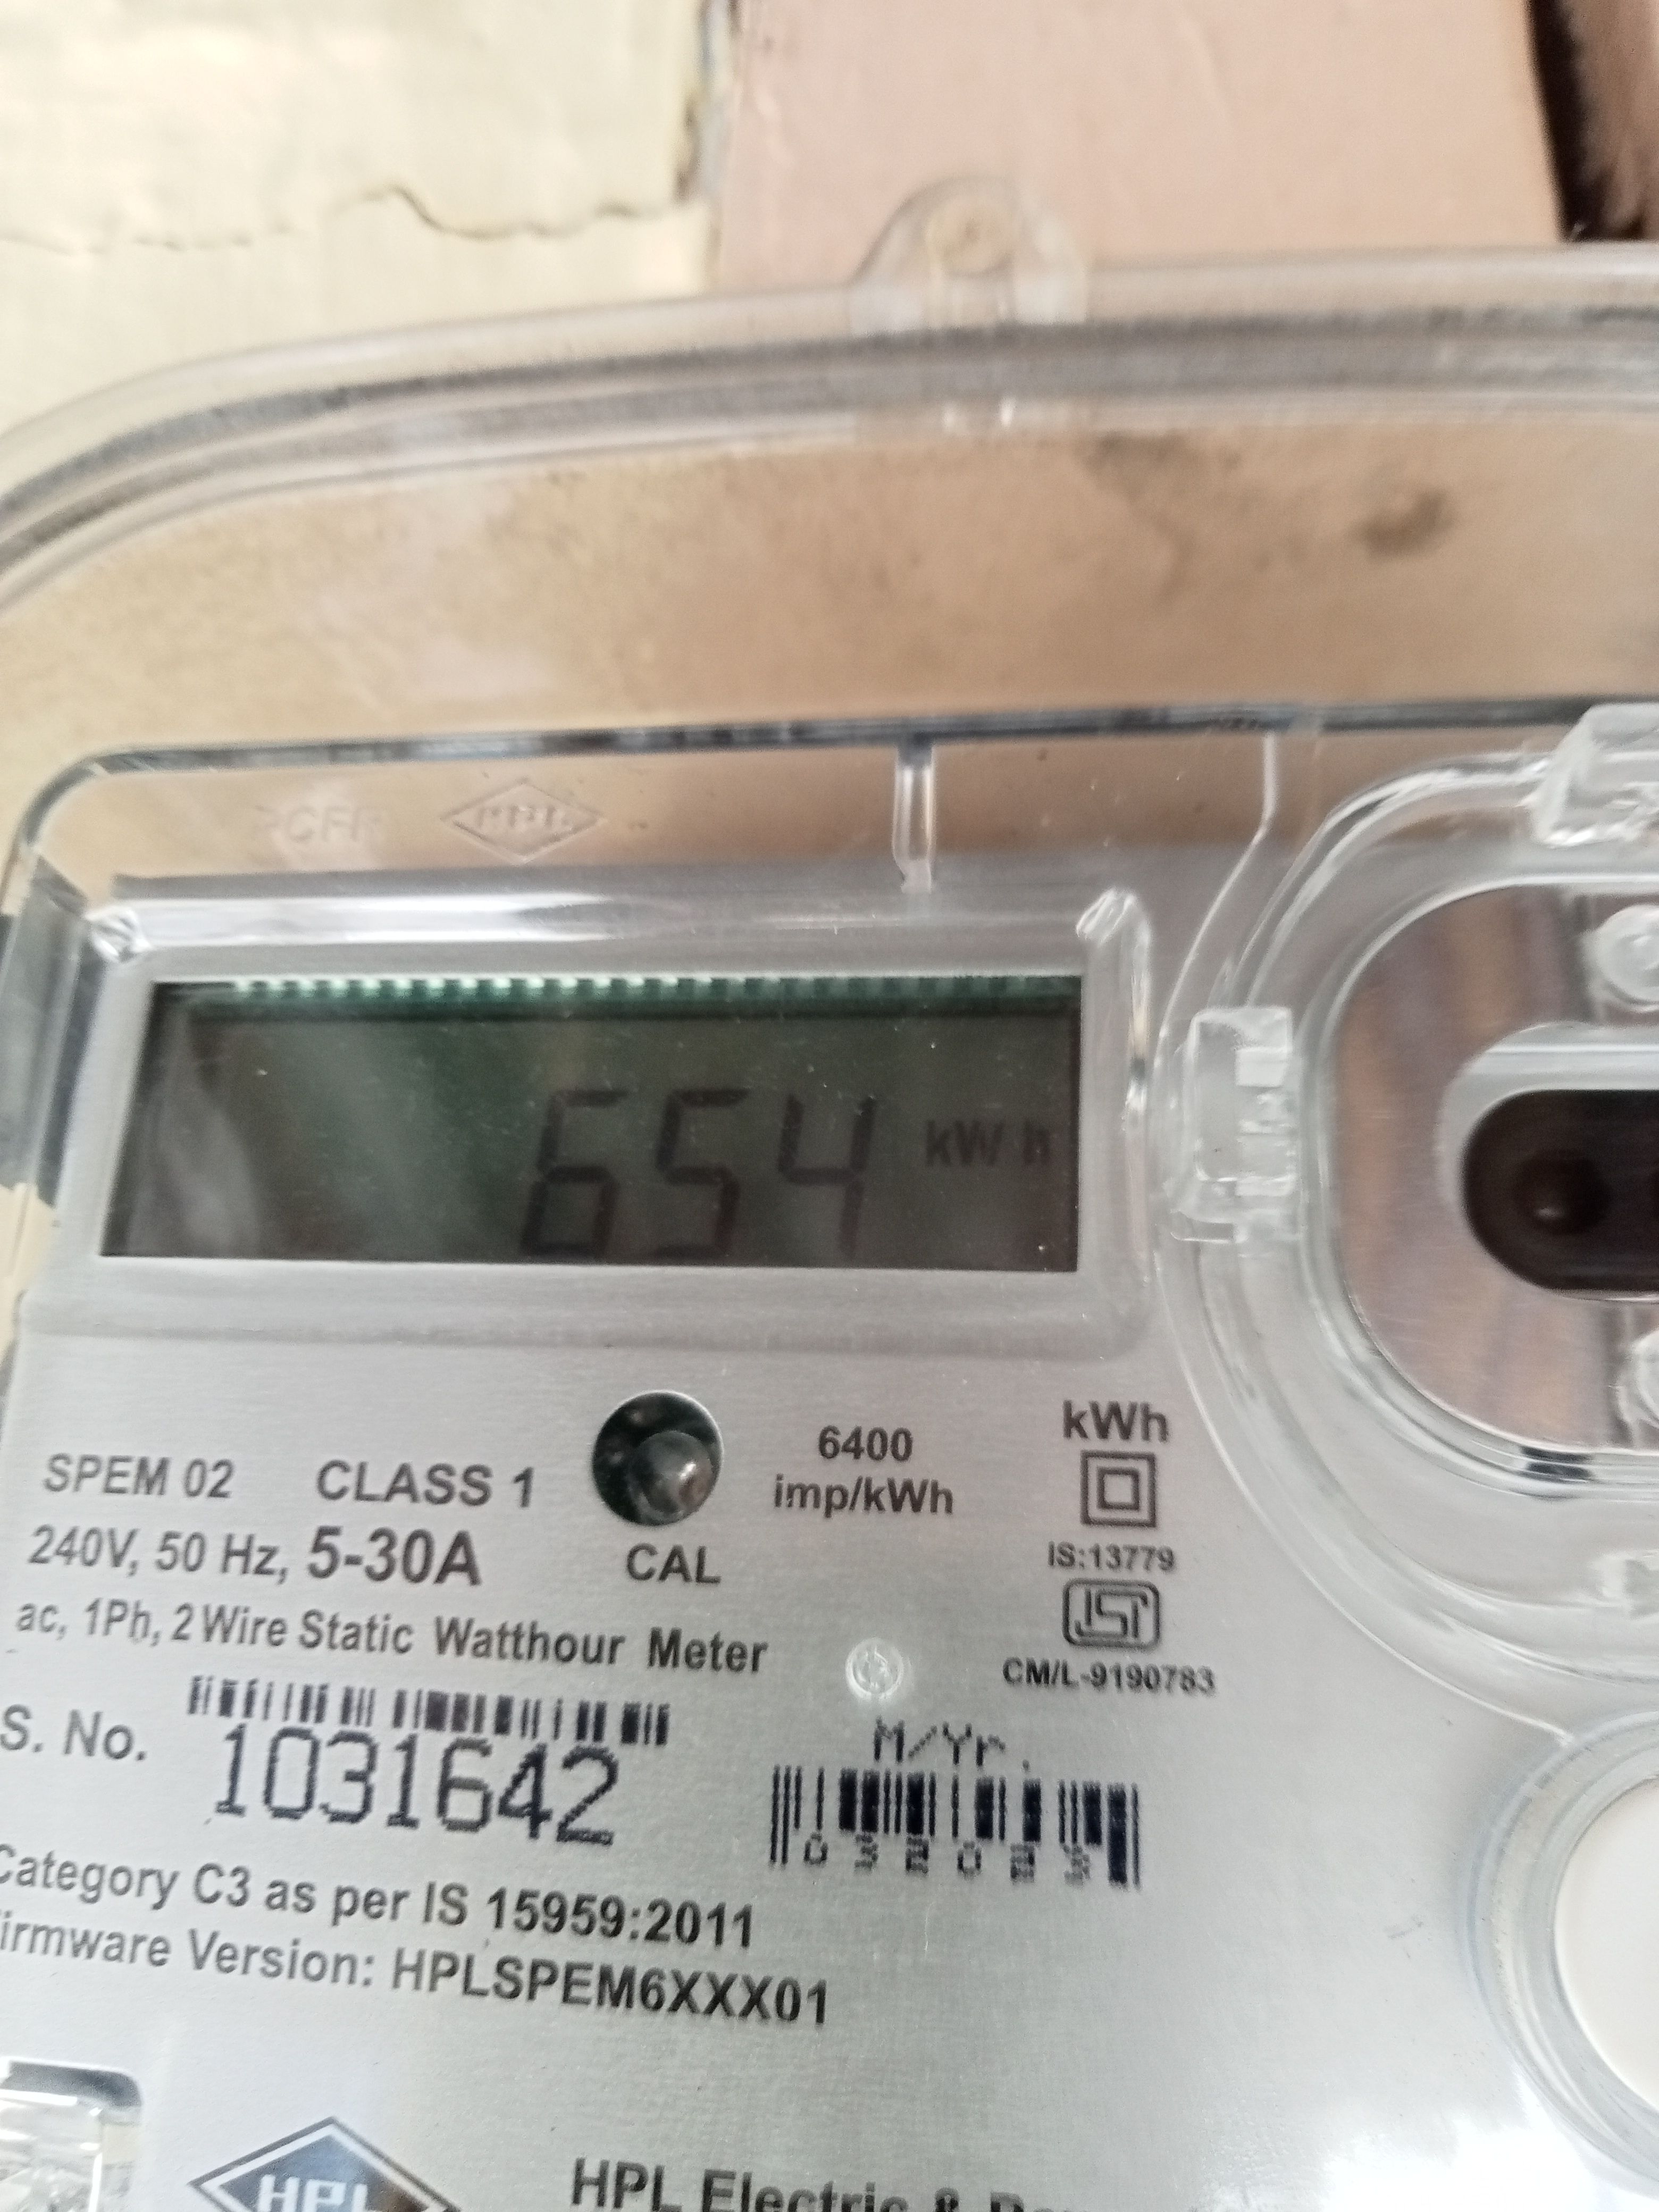 HPL
654 kWh
SPEM 02 CLASS 1
CAL
6400
imp/kWh
kWh
240V, 50 Hz, 5-30A
IS:13779
ac, 1Ph, 2 Wire Static Watthour Meter
CM/L-9190783
S. No. 1031642
M/Yr.
Category C3 as per IS 15959:2011
Firmware Version: HPLSPEM6XXX01
HPL
HPL Electric &